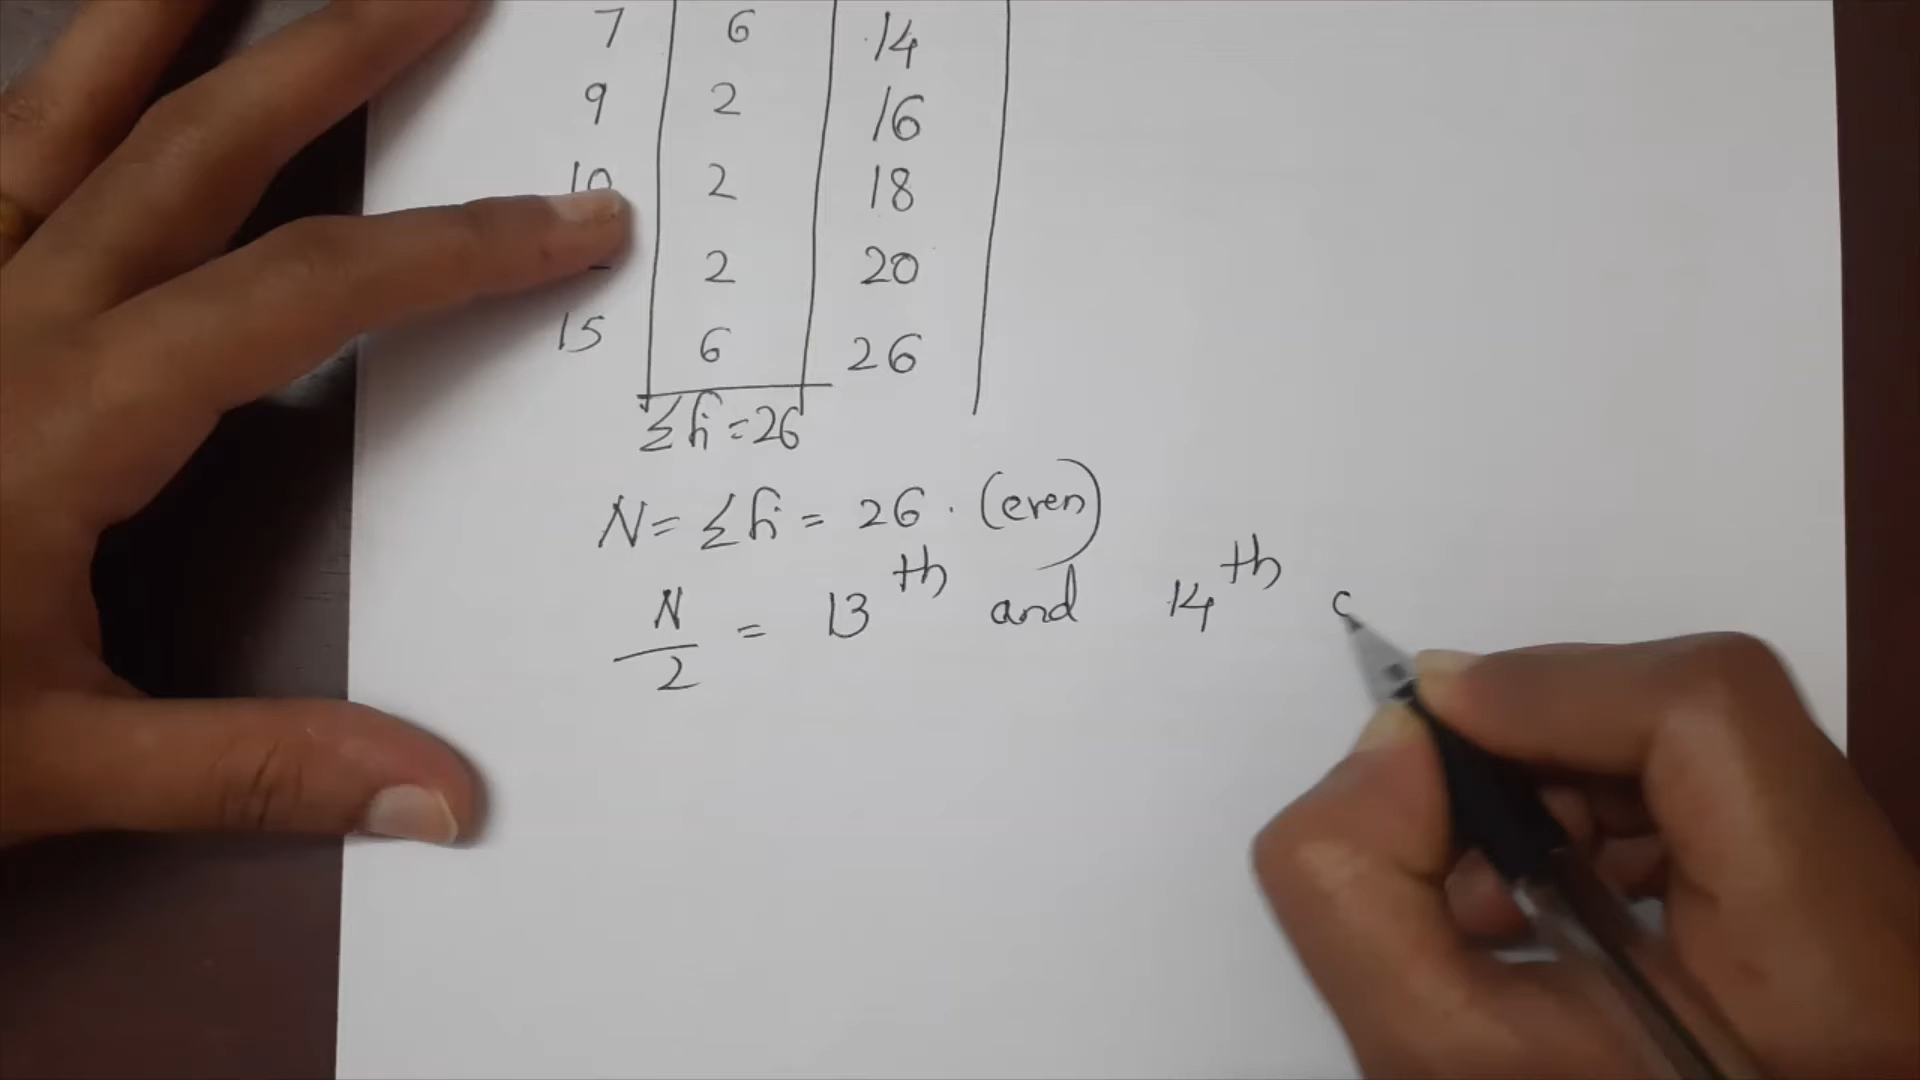 7 6 14
9 2 16
10 2 18
2 20
15 6 26
Σfi = 26
N = Σfi = 26. (even)
N/2 = 13th and 14th